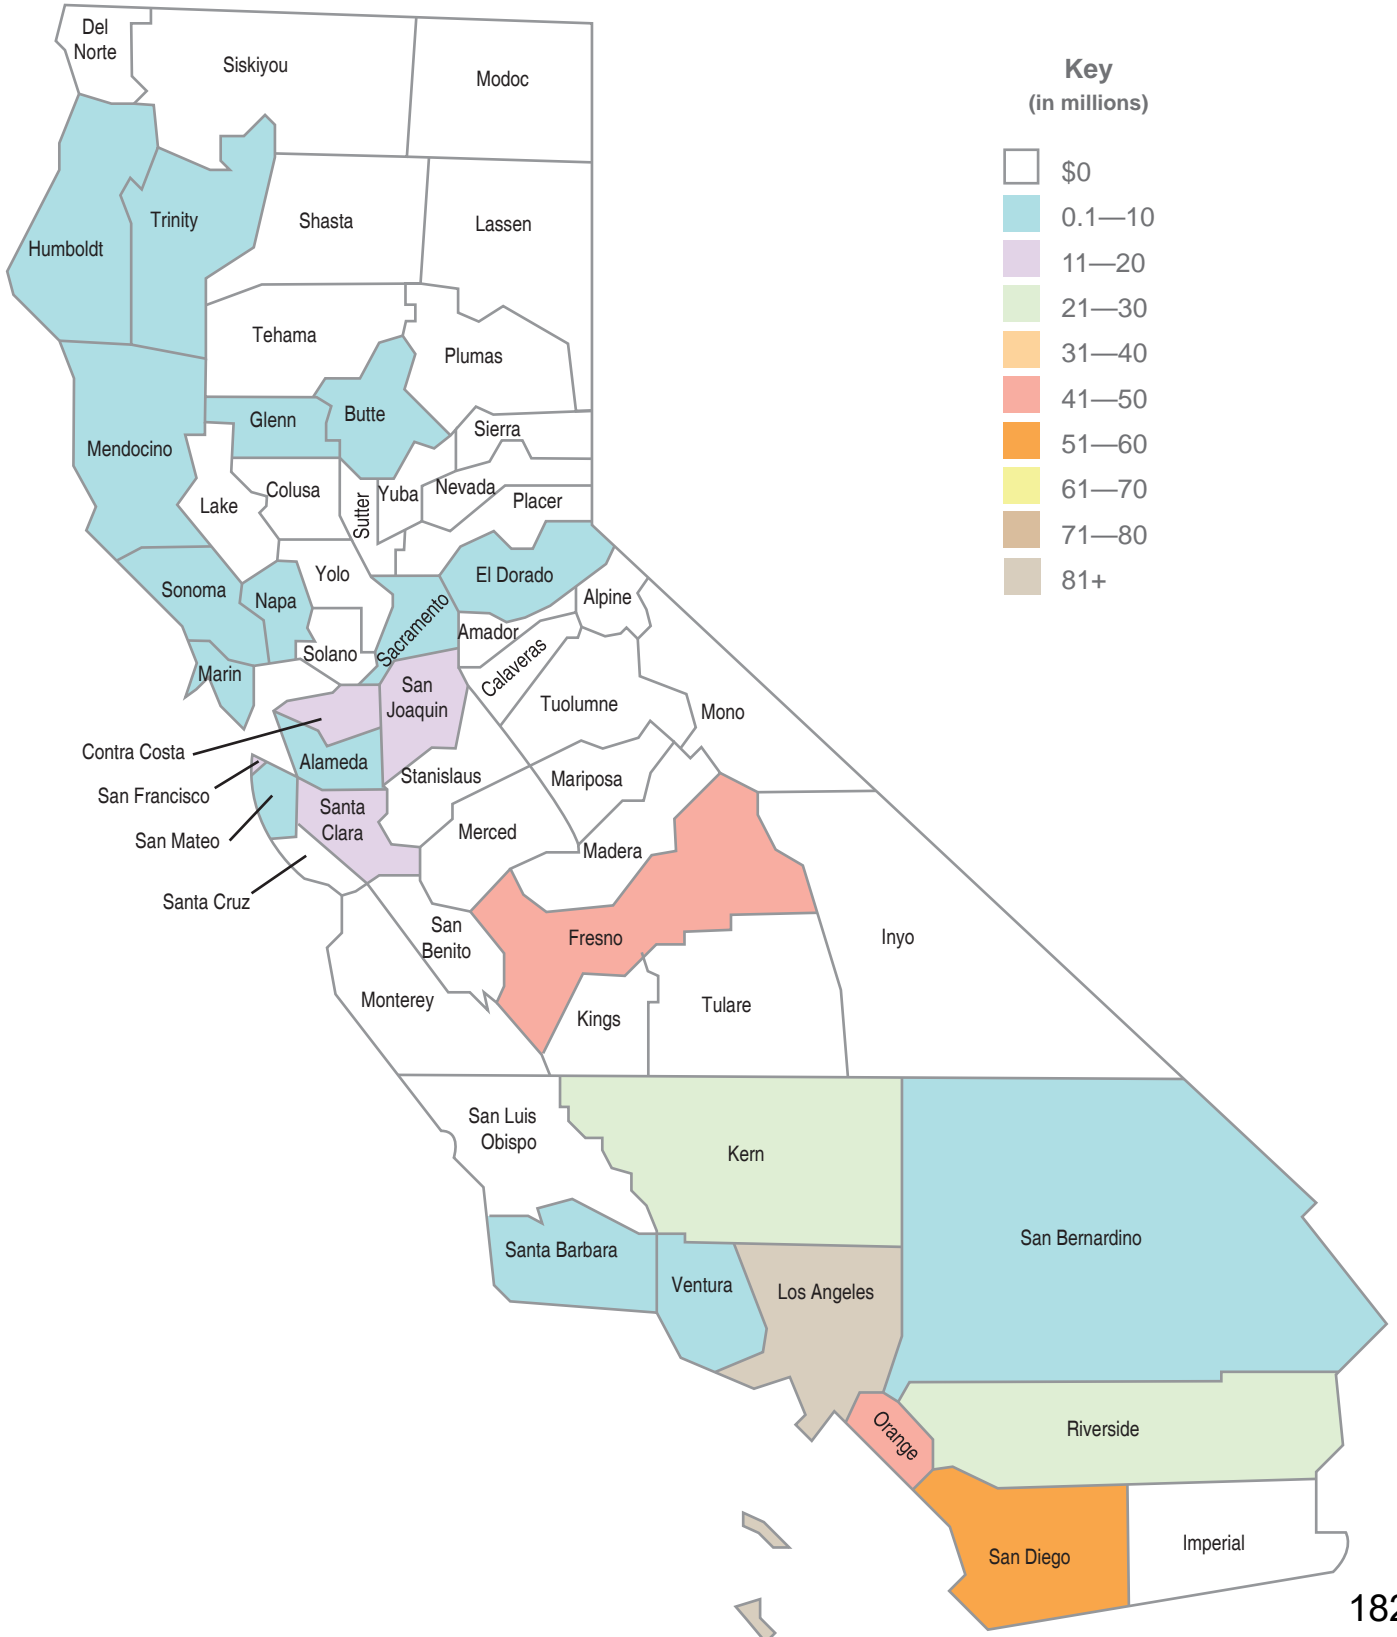 Del
Norte
Siskiyou
Modoc
Key
(in millions)
$0
0.1—10
11—20
21—30
31—40
41—50
51—60
61—70
71—80
81+
Humboldt
Trinity
Shasta
Lassen
Tehama
Plumas
Mendocino
Glenn
Butte
Sierra
Lake
Colusa
Sutter
Yuba
Nevada
Placer
Sonoma
Napa
Yolo
El Dorado
Alpine
Sacramento
Amador
Solano
Marin
Calaveras
San
Joaquin
Tuolumne
Mono
Contra Costa
Alameda
Stanislaus
Mariposa
San Francisco
Santa
Clara
San Mateo
Merced
Madera
Santa Cruz
San
Benito
Fresno
Inyo
Monterey
Kings
Tulare
San Luis
Obispo
Kern
San Bernardino
Santa Barbara
Ventura
Los Angeles
Orange
Riverside
San Diego
Imperial
182